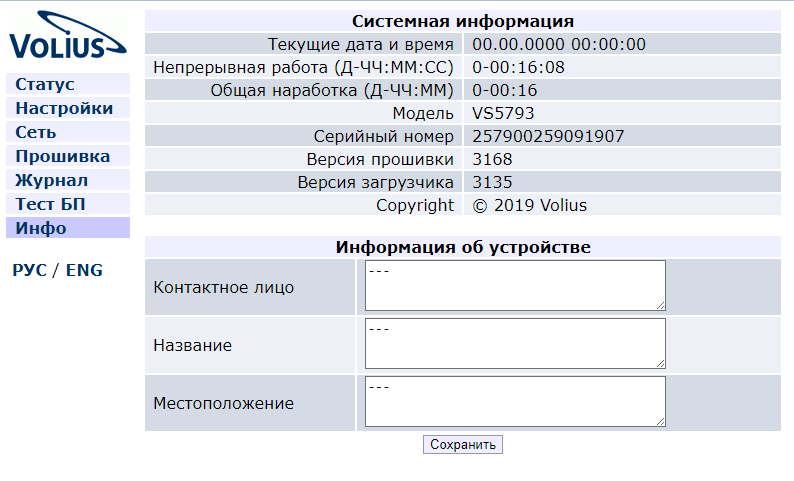 VOLIUS
Статус
Настройки
Сеть
Прошивка
Журнал
Тест БП
Инфо
РУС / ENG
Системная информация
Текущие дата и время 00.00.0000 00:00:00
Непрерывная работа (Д-ЧЧ:ММ:СС) 0-00:16:08
Общая наработка (Д-ЧЧ:ММ) 0-00:16
Модель VS5793
Серийный номер 257900259091907
Версия прошивки 3168
Версия загрузчика 3135
Copyright © 2019 Volius
Информация об устройстве
Контактное лицо ---
Название ---
Местоположение ---
Сохранить